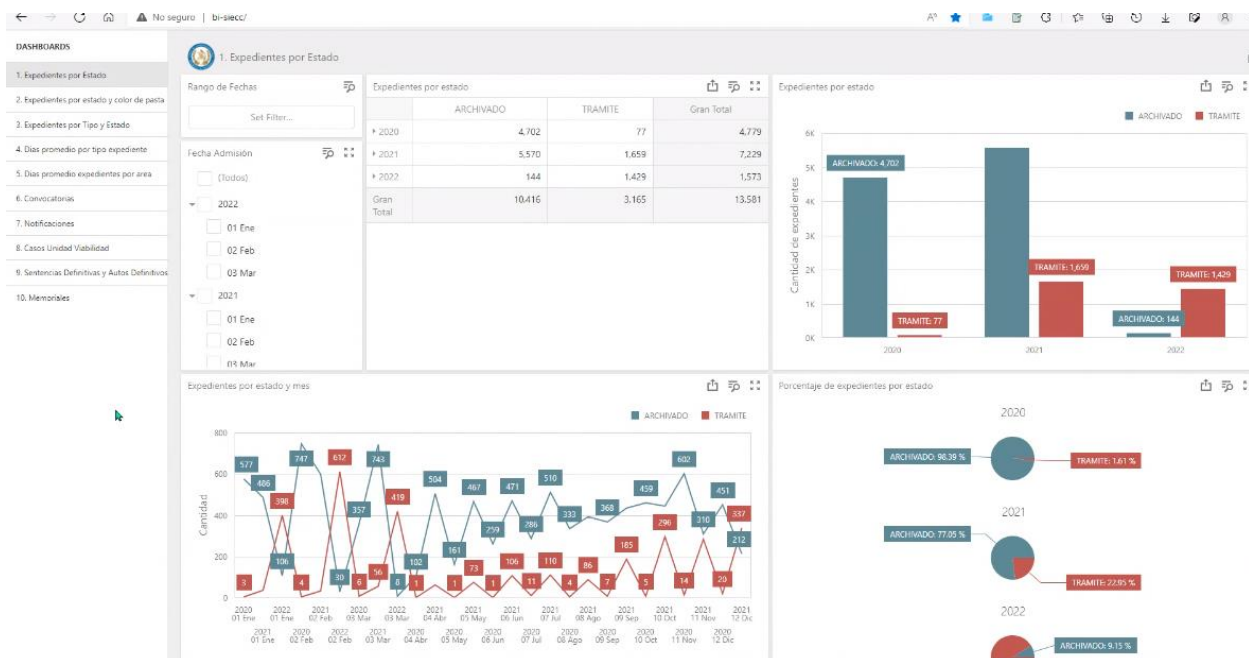 No seguro | bi-siecc/
DASHBOARDS
1. Expedientes por Estado
2. Expedientes por estado y color de pasta
3. Expedientes por Tipo y Estado
4. Dias promedio por tipo expediente
5. Dias promedio expedientes por area
6. Convocatorias
7. Notificaciones
8. Casos Unidad Viabilidad
9. Sentencias Definitivas y Autos Definitivos
10. Memoriales
1. Expedientes por Estado
Rango de Fechas
Set Filter...
Fecha Admisión
[Todos]
2022
01 Ene
02 Feb
03 Mar
2021
01 Ene
02 Feb
03 Mar
Expedientes por estado
ARCHIVADO TRAMITE Gran Total
2020 4,702 77 4,779
2021 5,570 1,659 7,229
2022 144 1,429 1,573
Gran Total 10,416 3,165 13,581
Expedientes por estado
ARCHIVADO TRAMITE
Cantidad de expedientes
6K
5K
4K
3K
2K
1K
0K
ARCHIVADO: 4,702
TRAMITE: 77
TRAMITE: 1,659
ARCHIVADO: 144
TRAMITE: 1,429
2020 2021 2022
Expedientes por estado y mes
ARCHIVADO TRAMITE
Cantidad
800
600
400
200
0
577 486 106 747 30 357 743 8 102 504 161 467 259 471 286 510 333 368 459 602 310 451 212
3 398 4 612 6 56 419 1 1 73 1 106 11 110 4 86 7 185 5 296 14 20 337
2020 01 Ene 2021 01 Ene 2022 01 Ene 2020 02 Feb 2021 02 Feb 2022 02 Feb 2020 03 Mar 2021 03 Mar 2022 03 Mar 2020 04 Abr 2021 04 Abr 2020 05 May 2021 05 May 2020 06 Jun 2021 06 Jun 2020 07 Jul 2021 07 Jul 2020 08 Ago 2021 08 Ago 2020 09 Sep 2021 09 Sep 2020 10 Oct 2021 10 Oct 2020 11 Nov 2021 11 Nov 2020 12 Dic 2021 12 Dic
Porcentaje de expedientes por estado
2020
ARCHIVADO: 98.39 %
TRAMITE: 1.61 %
2021
ARCHIVADO: 77.05 %
TRAMITE: 22.95 %
2022
ARCHIVADO: 9.15 %